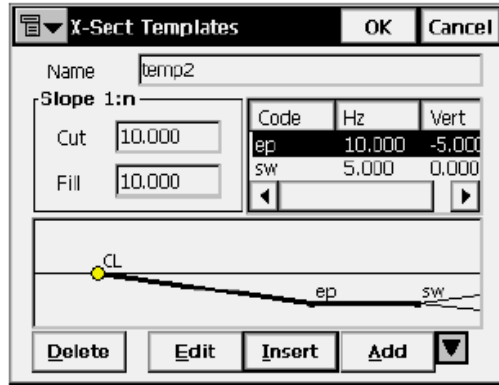 X-Sect Templates OK Cancel
Name temp2
Slope 1:n
Cut 10.000
Fill 10.000
Code Hz Vert
ep 10.000 -5.000
sw 5.000 0.000
CL
ep sw
Delete Edit Insert Add